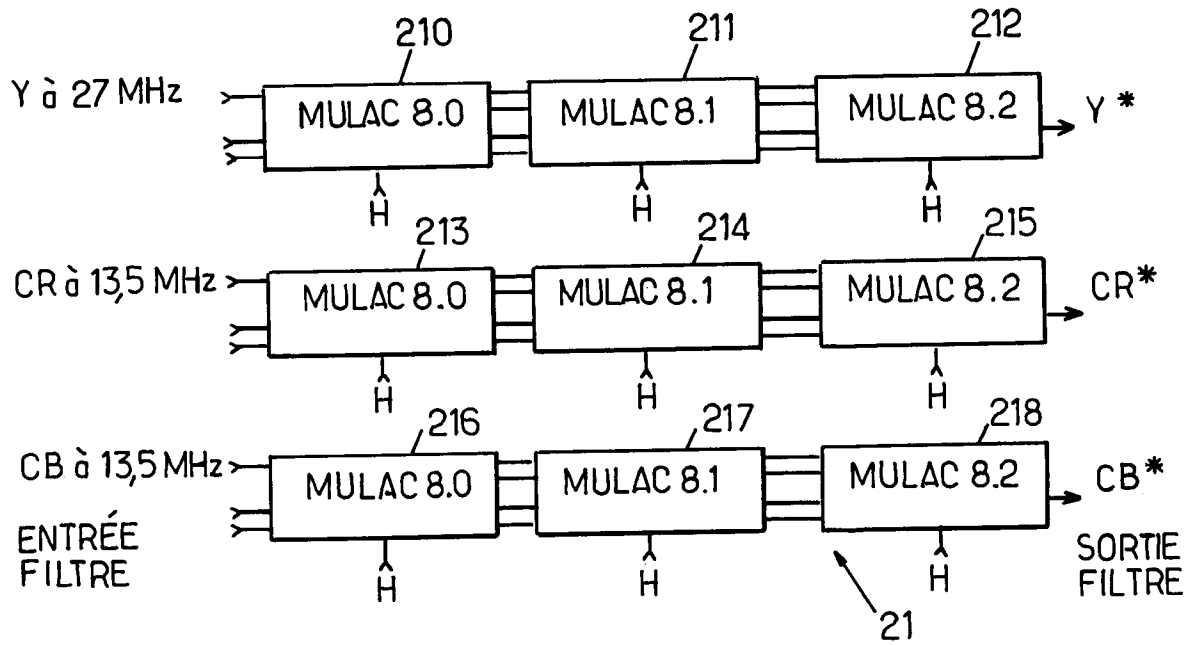 210
211
212
Y à 27 MHz
MULAC 8.0
MULAC 8.1
MULAC 8.2
Y*
H
H
H
213
214
215
CR à 13,5 MHz
MULAC 8.0
MULAC 8.1
MULAC 8.2
CR*
H
H
H
216
217
218
CB à 13,5 MHz
MULAC 8.0
MULAC 8.1
MULAC 8.2
CB*
ENTRÉE
FILTRE
H
H
H
SORTIE
FILTRE
21